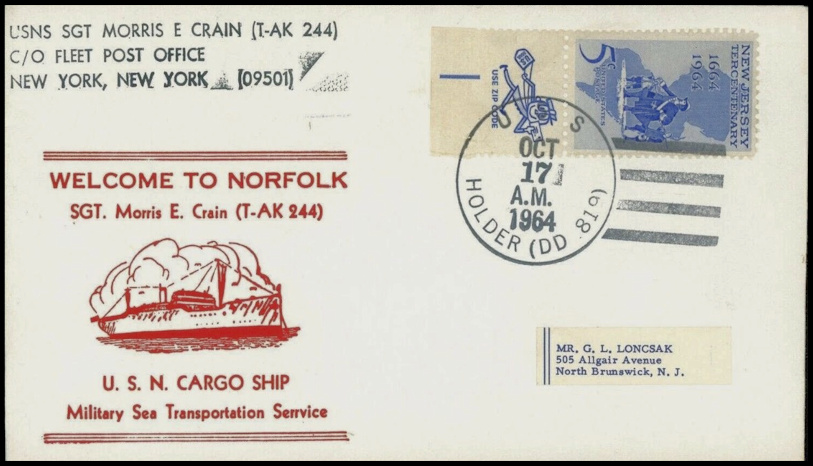 USNS SGT MORRIS E CRAIN (T-AK 244)
C/O FLEET POST OFFICE
NEW YORK, NEW YORK [09501]
WELCOME TO NORFOLK
SGT. Morris E. Crain (T-AK 244)
U. S. N. CARGO SHIP
Military Sea Transportation Serrvice
USE ZIP CODE
5c
UNITED STATES
POSTAGE
NEW JERSEY
TERCENTENARY
1664
1964
U S
HOLDER (DD 819)
OCT
17
A.M.
1964
MR. G. L. LONCSAK
505 Allgair Avenue
North Brunswick, N. J.